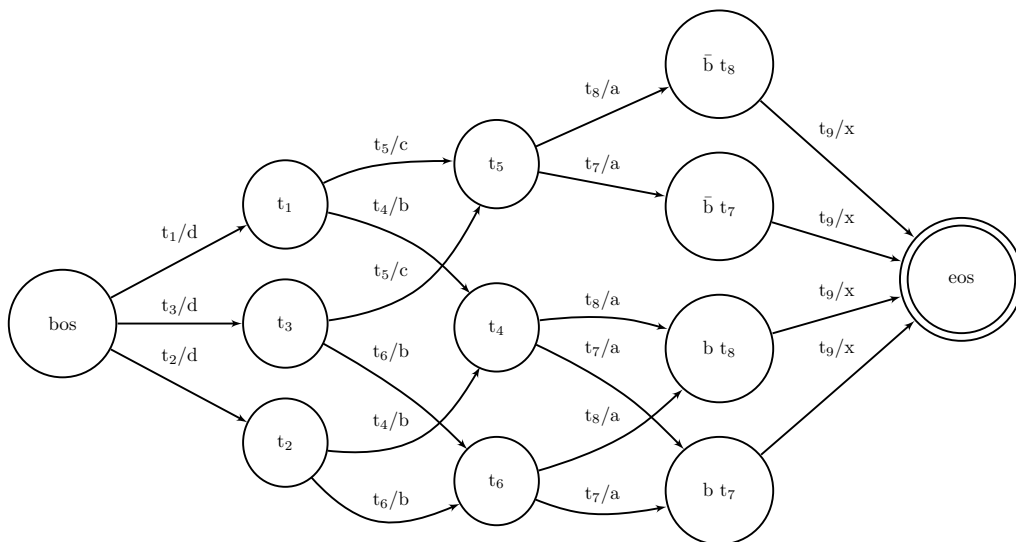 b̄ t₈
t₈/a
t₉/x
t₅/c
t₅
t₇/a
b̄ t₇
t₁
t₄/b
t₉/x
t₁/d
t₅/c
eos
bos
t₃/d
t₃
t₄
t₈/a
b t₈
t₉/x
t₂/d
t₆/b
t₇/a
t₉/x
t₂
t₄/b
t₈/a
t₆/b
t₆
t₇/a
b t₇